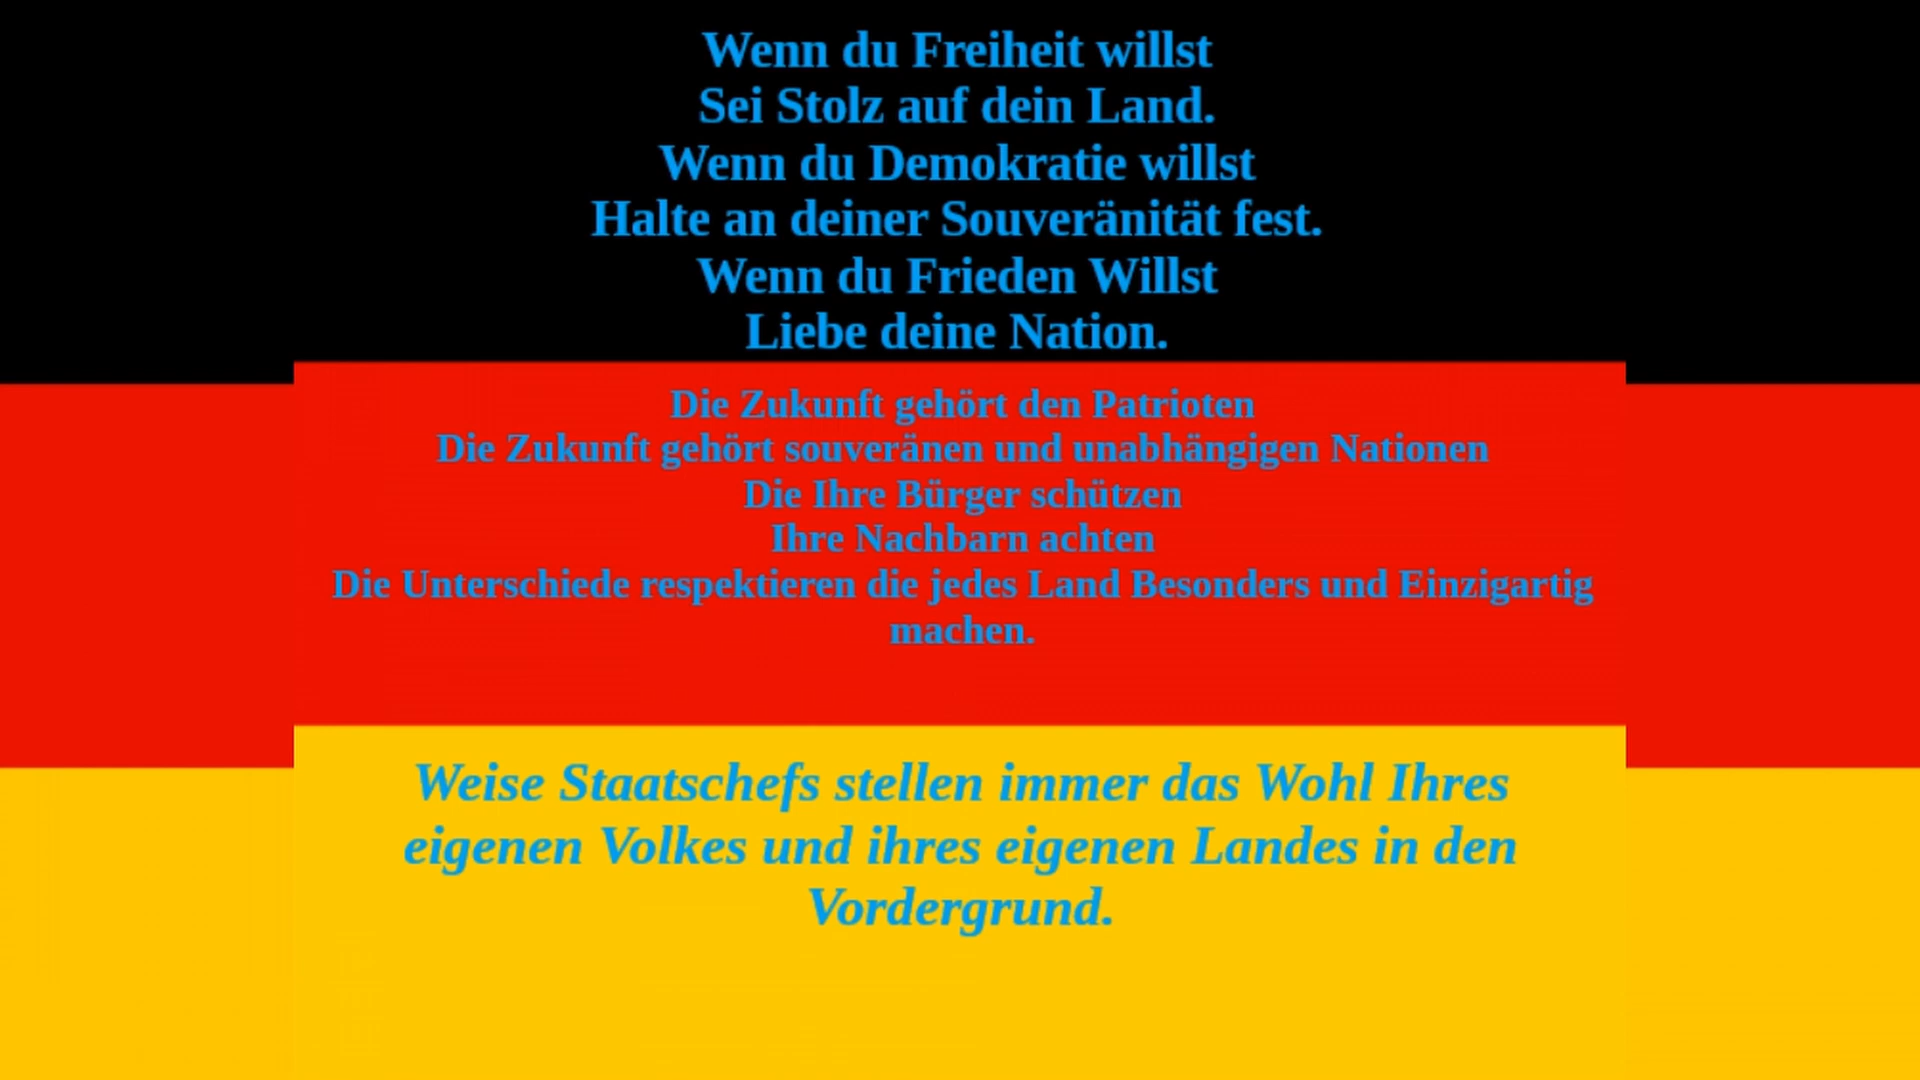 Wenn du Freiheit willst
Sei Stolz auf dein Land.
Wenn du Demokratie willst
Halte an deiner Souveränität fest.
Wenn du Frieden Willst
Liebe deine Nation.
Die Zukunft gehört den Patrioten
Die Zukunft gehört souveränen und unabhängigen Nationen
Die Ihre Bürger schützen
Ihre Nachbarn achten
Die Unterschiede respektieren die jedes Land Besonders und Einzigartig
machen.
Weise Staatschefs stellen immer das Wohl Ihres
eigenen Volkes und ihres eigenen Landes in den
Vordergrund.